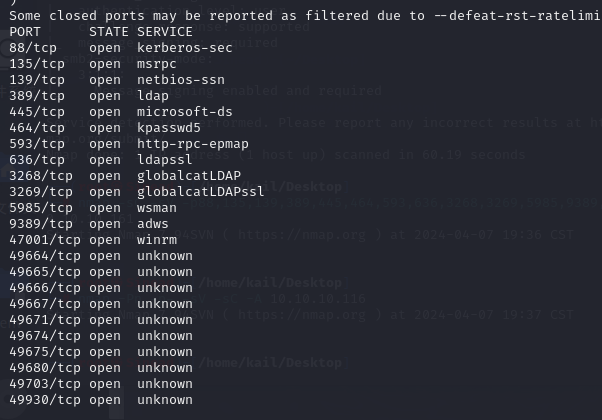 )
Some closed ports may be reported as filtered due to --defeat-rst-ratelimi
PORT STATE SERVICE
88/tcp open kerberos-sec
135/tcp open msrpc
139/tcp open netbios-ssn
389/tcp open ldap
445/tcp open microsoft-ds
464/tcp open kpasswd5
593/tcp open http-rpc-epmap
636/tcp open ldapssl
3268/tcp open globalcatLDAP
3269/tcp open globalcatLDAPssl
5985/tcp open wsman
9389/tcp open adws
47001/tcp open winrm
49664/tcp open unknown
49665/tcp open unknown
49666/tcp open unknown
49667/tcp open unknown
49671/tcp open unknown
49674/tcp open unknown
49675/tcp open unknown
49680/tcp open unknown
49703/tcp open unknown
49930/tcp open unknown